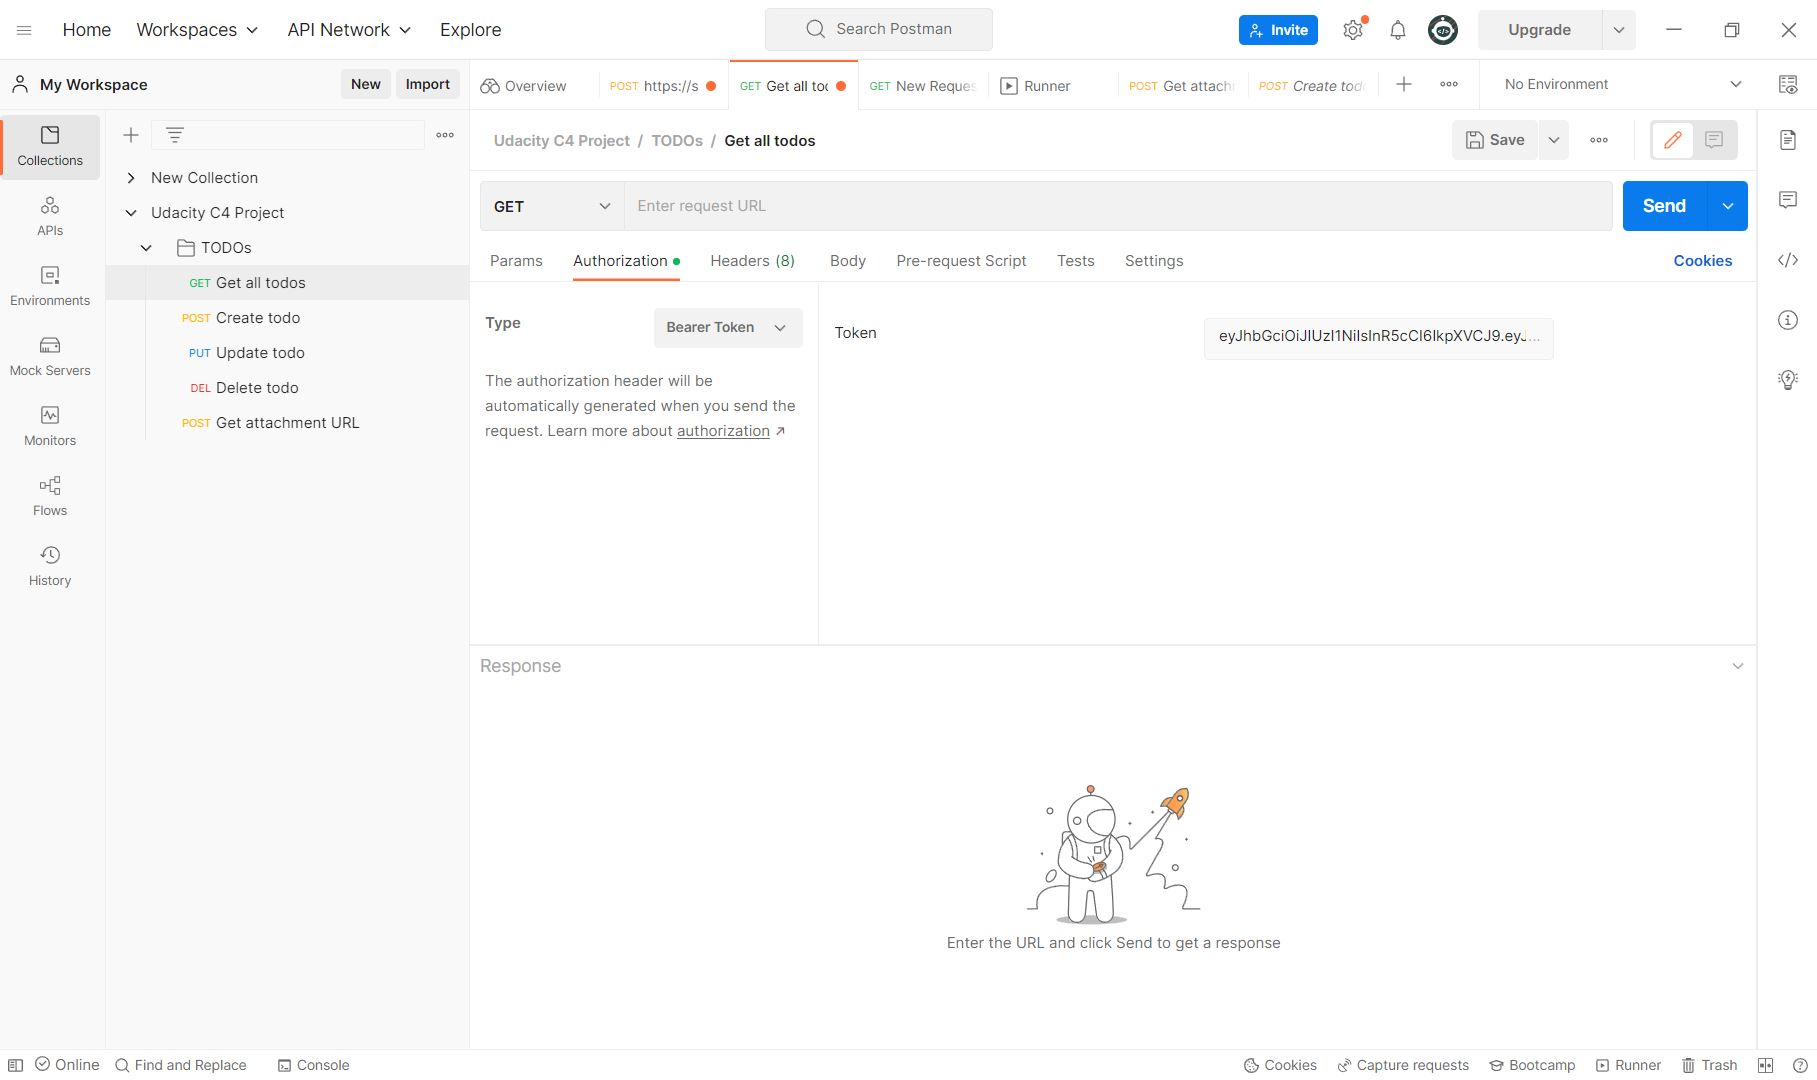 Home Workspaces API Network Explore Search Postman Invite Upgrade
My Workspace New Import Overview POST https://s GET Get all to GET New Reques Runner POST Get attach POST Create tod No Environment
Udacity C4 Project / TODOs / Get all todos Save
Collections
New Collection
Udacity C4 Project
GET Enter request URL Send
APIs
TODOs
Params Authorization Headers (8) Body Pre-request Script Tests Settings Cookies
GET Get all todos
Environments
POST Create todo
Type Bearer Token Token
PUT Update todo
Mock Servers
The authorization header will be
automatically generated when you send the
request. Learn more about authorization ↗
DEL Delete todo
POST Get attachment URL
Monitors
Flows
History
Response
Enter the URL and click Send to get a response
Online Find and Replace Console Cookies Capture requests Bootcamp Runner Trash